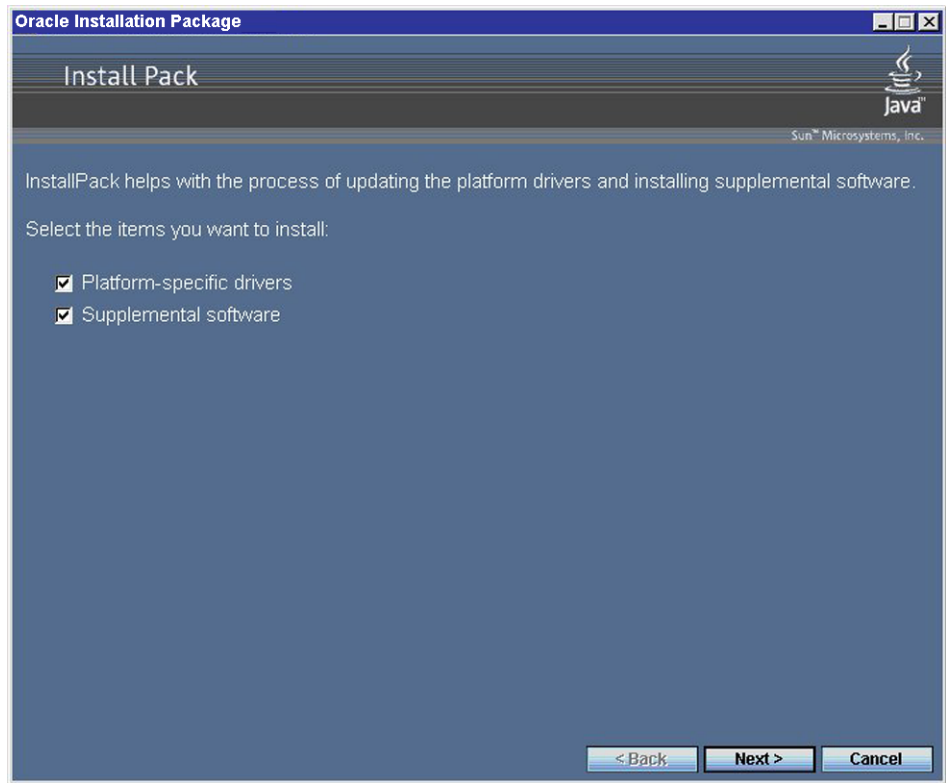 Oracle Installation Package
Install Pack
Java™
Sun™ Microsystems, Inc.
InstallPack helps with the process of updating the platform drivers and installing supplemental software.
Select the items you want to install:
Platform-specific drivers
Supplemental software
< Back Next > Cancel